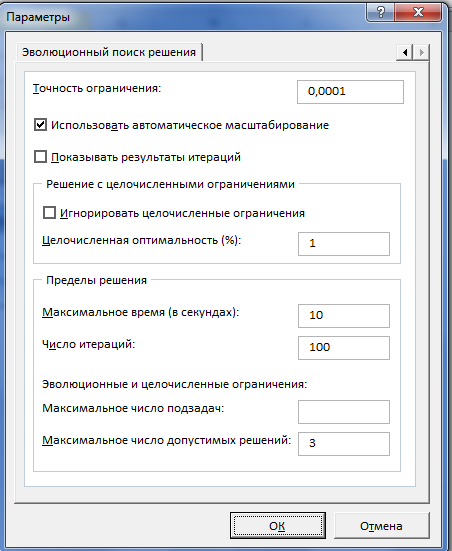 Параметры
Эволюционный поиск решения
Точность ограничения: 0,0001
Использовать автоматическое масштабирование
Показывать результаты итераций
Решение с целочисленными ограничениями
Игнорировать целочисленные ограничения
Целочисленная оптимальность (%): 1
Пределы решения
Максимальное время (в секундах): 10
Число итераций: 100
Эволюционные и целочисленные ограничения:
Максимальное число подзадач:
Максимальное число допустимых решений: 3
ОК Отмена